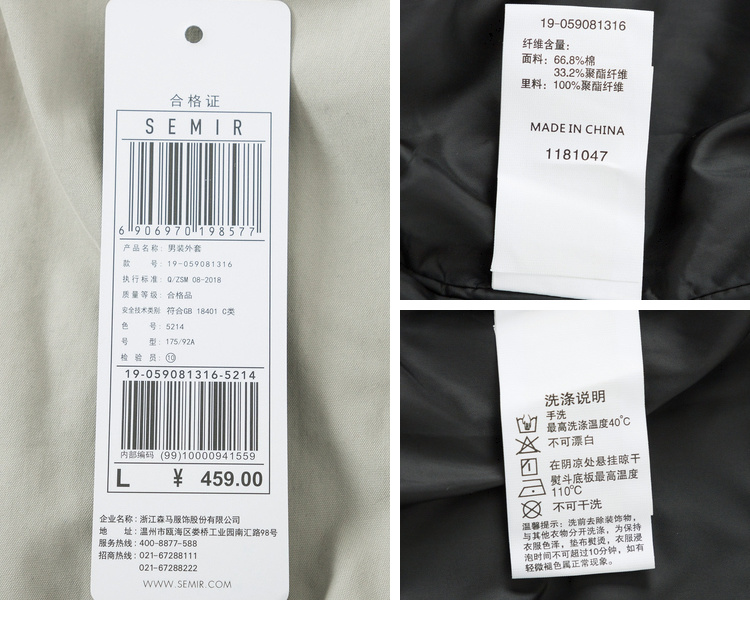 合格证
SEMIR
6 906970 198577
产品名称: 男装外套
款 号: 19-059081316
执行标准: Q/ZSM 08-2018
质量等级: 合格品
安全技术类别: 符合GB 18401 C类
色 号: 5214
号 型: 175/92A
检 验 员: 10
19-059081316-5214
内部编码 (99)10000941559
L ¥ 459.00
企业名称: 浙江森马服饰股份有限公司
地 址: 温州市瓯海区娄桥工业园南汇路98号
服务热线: 400-8877-588
招商热线: 021-67288111
021-67288222
WWW.SEMIR.COM
19-059081316
纤维含量:
面料: 66.8%棉
33.2%聚酯纤维
里料: 100%聚酯纤维
MADE IN CHINA
1181047
洗涤说明
手洗
最高洗涤温度40°C
不可漂白
在阴凉处悬挂晾干
熨斗底板最高温度
110°C
不可干洗
温馨提示: 洗前去除装饰物,
与其他衣物分开洗涤, 为保持
衣服色泽, 垫布熨烫, 衣服浸
泡时间不可超过10分钟, 如有
轻微褪色属正常现象。